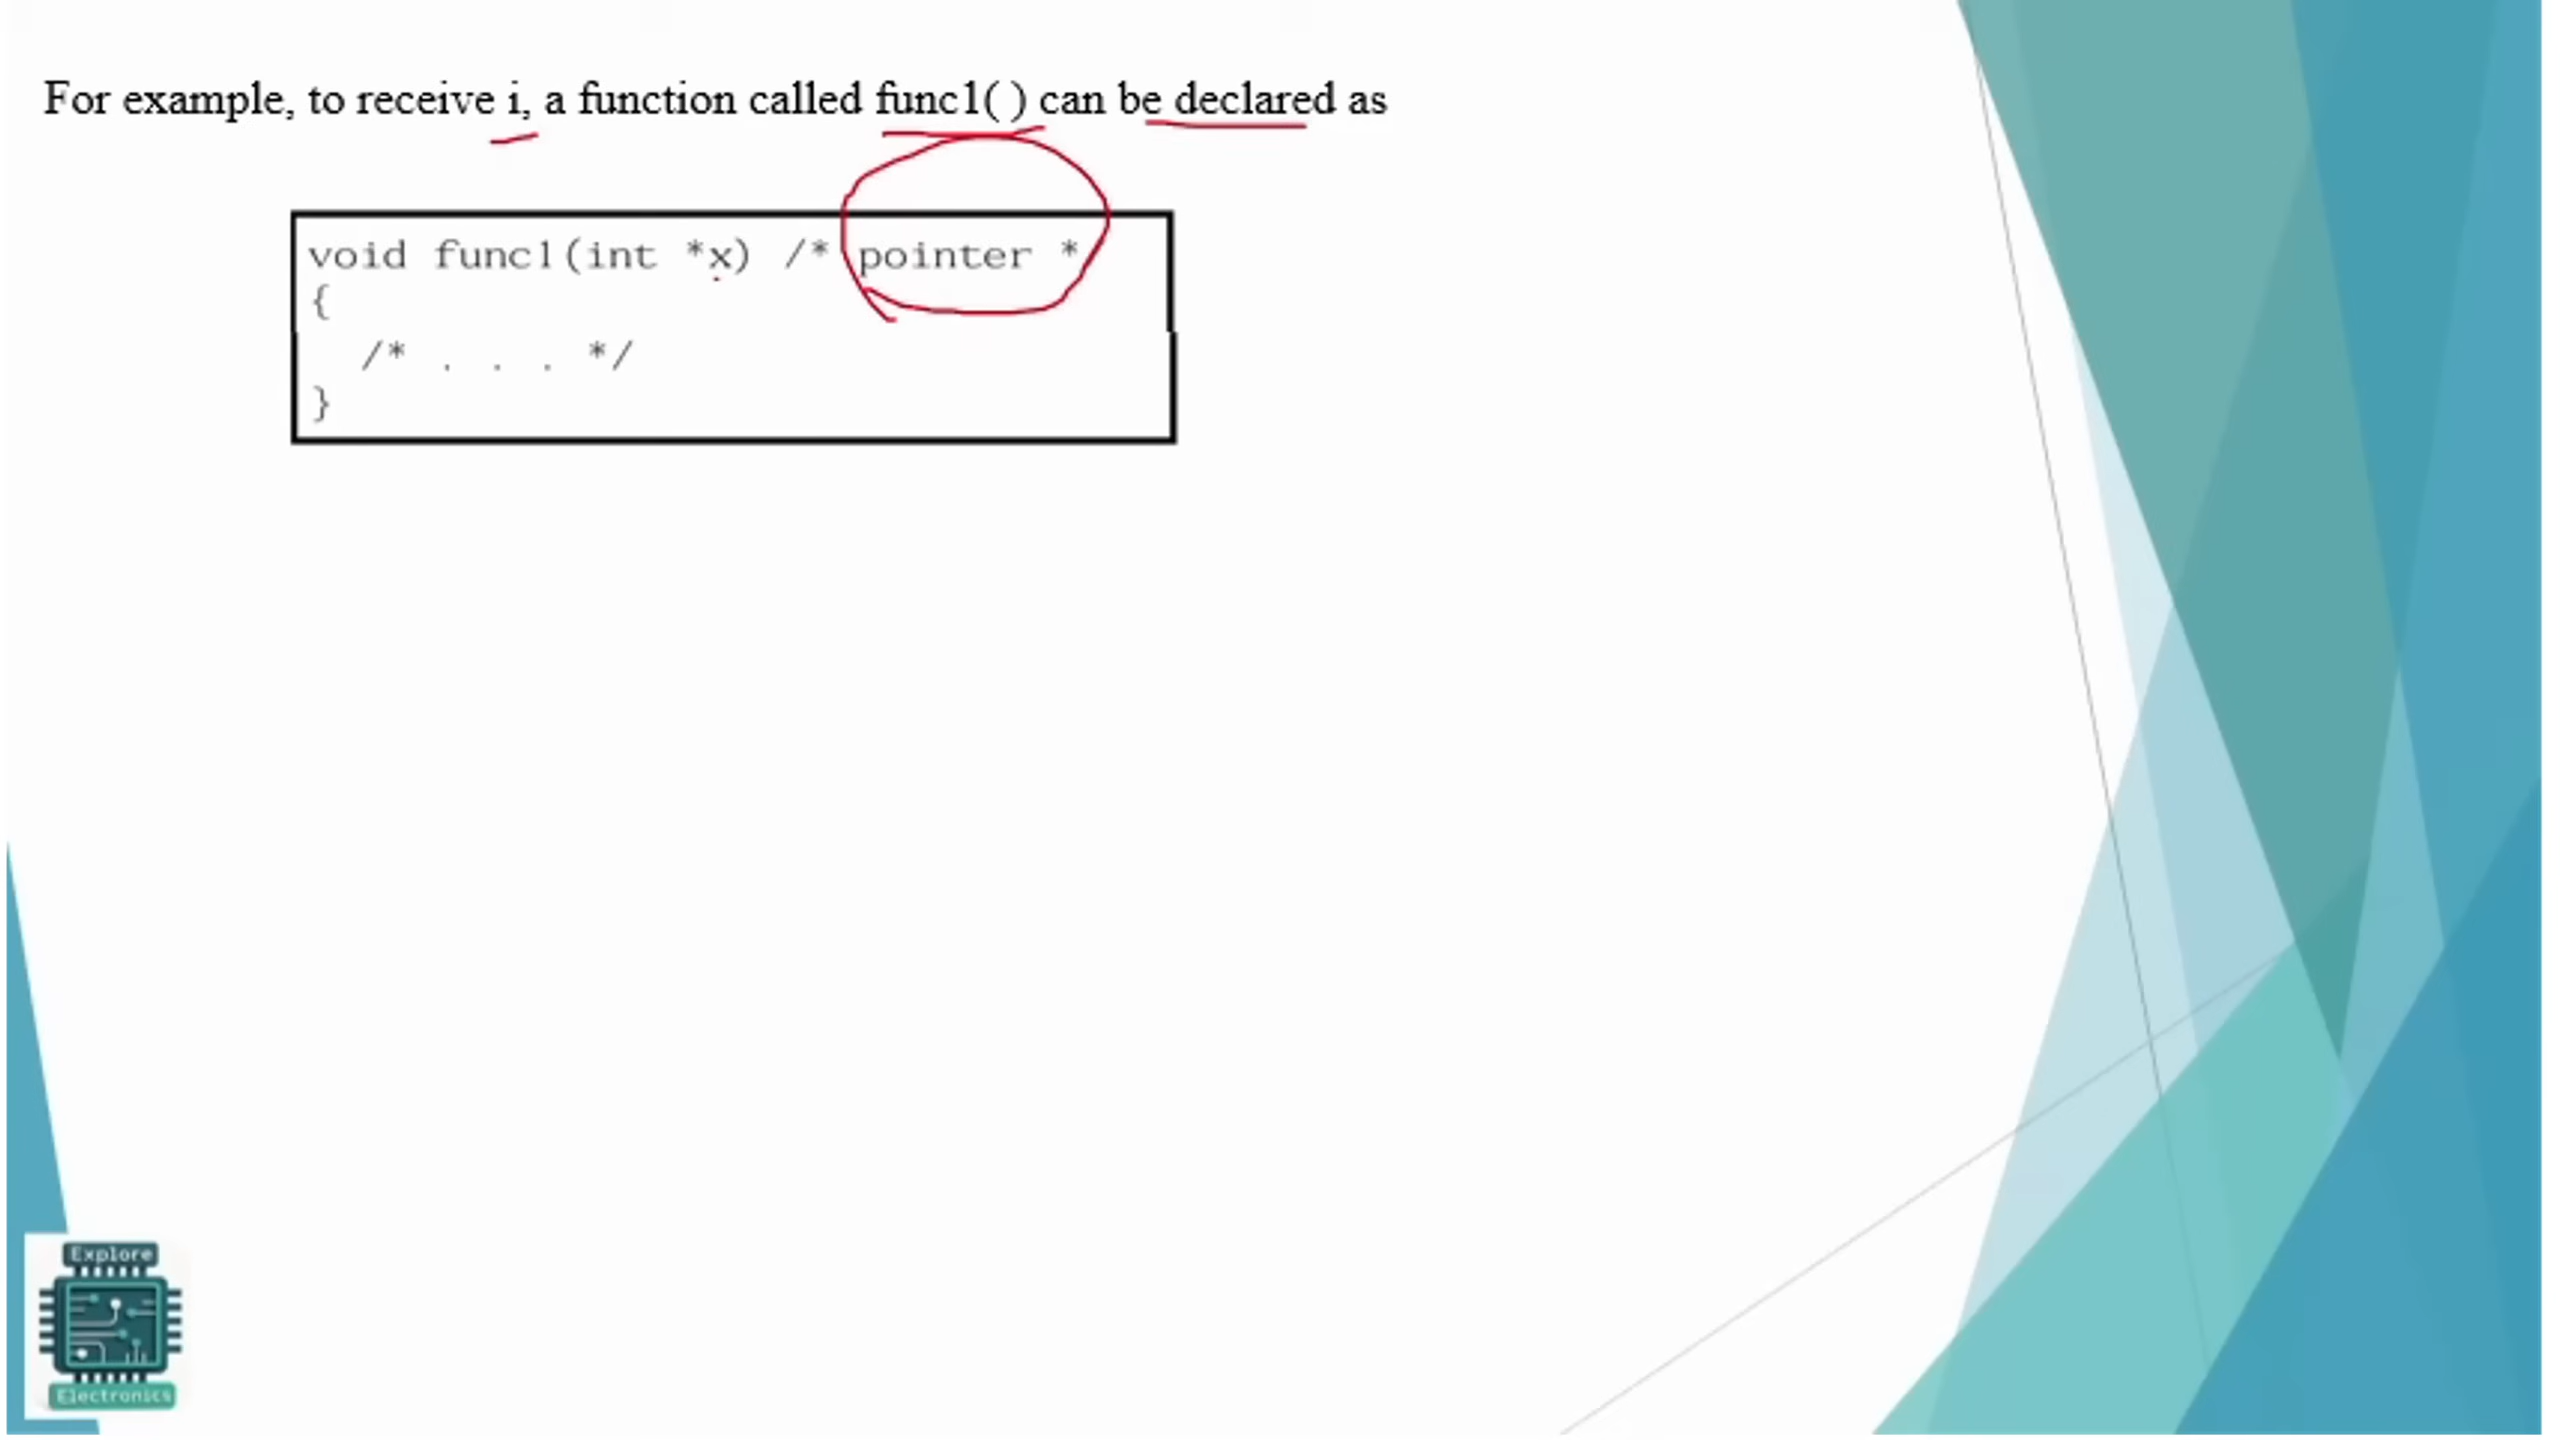 For example, to receive i, a function called func1( ) can be declared as
void func1(int *x) /* pointer *
{
/* . . . */
}
Explore
Electronics